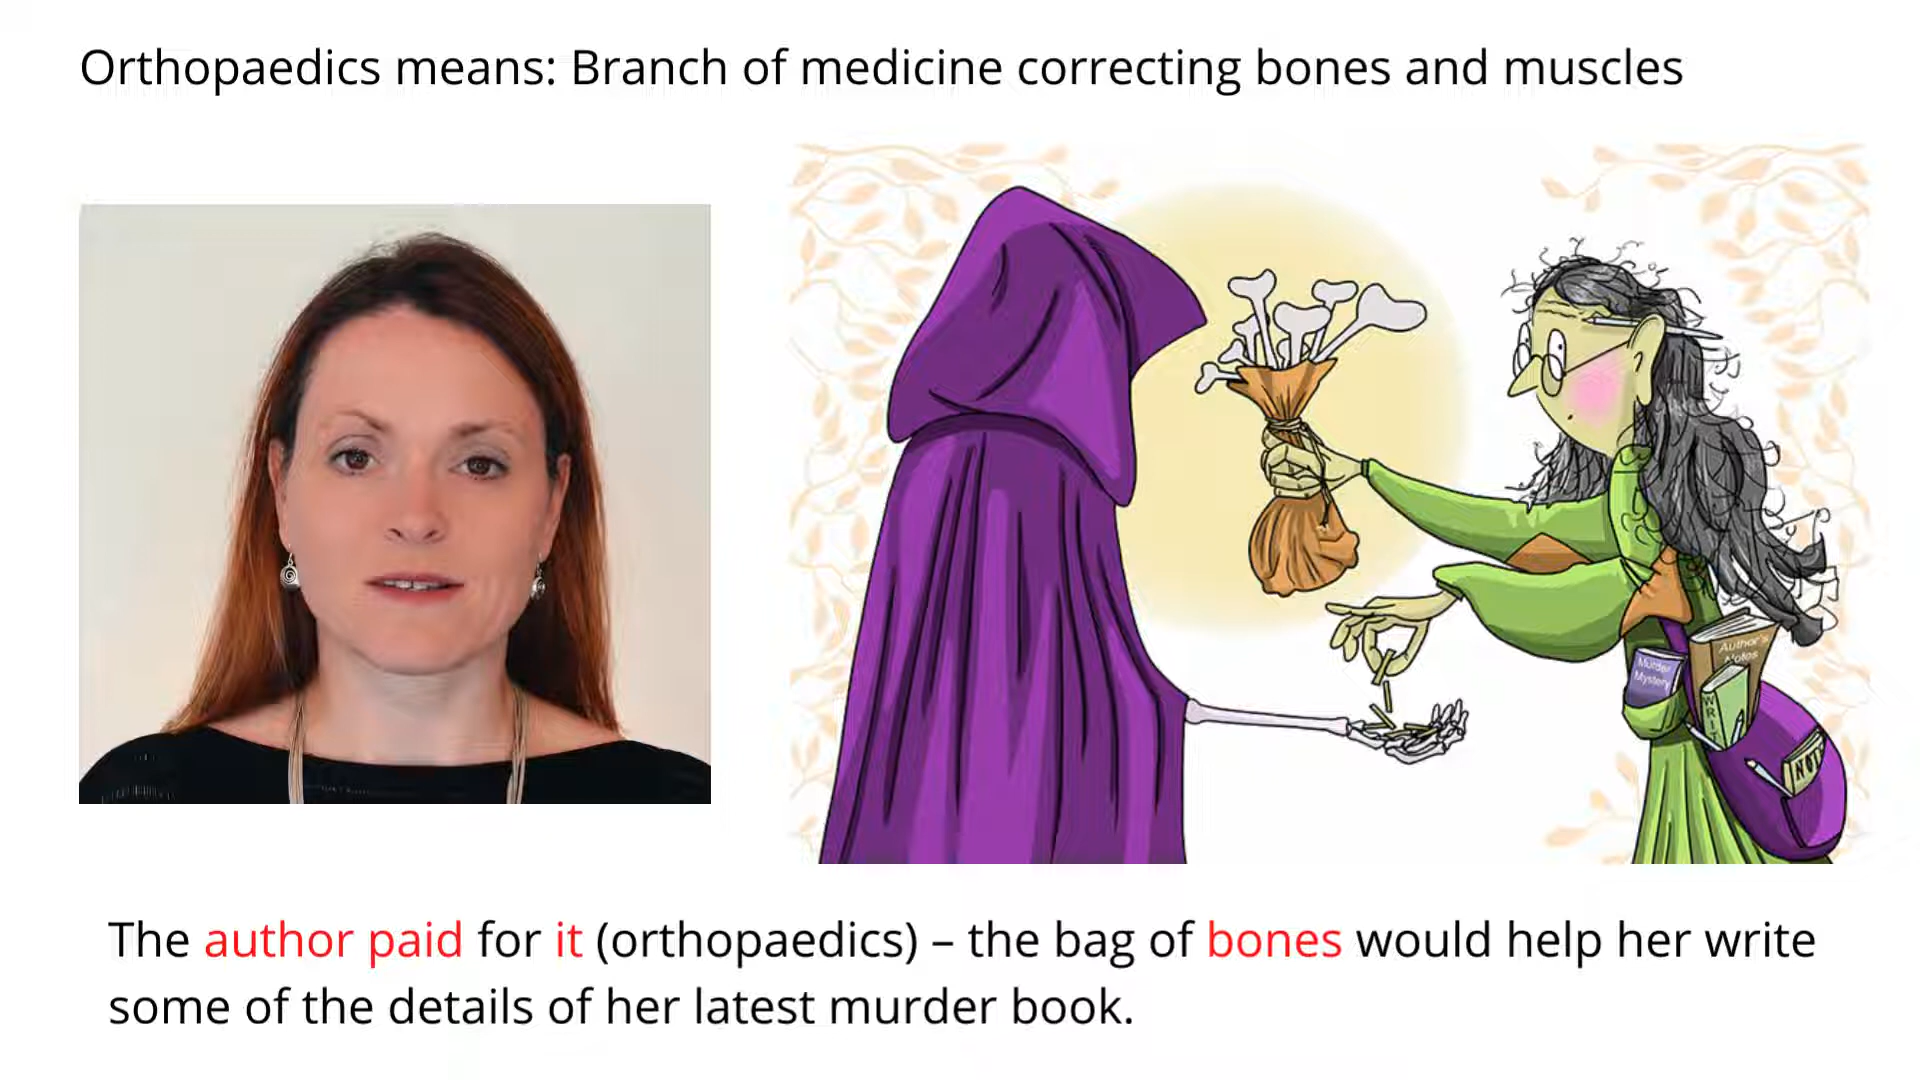 Orthopaedics means: Branch of medicine correcting bones and muscles
Murder
Mystery
Author's
Notes
The author paid for it (orthopaedics) – the bag of bones would help her write
some of the details of her latest murder book.